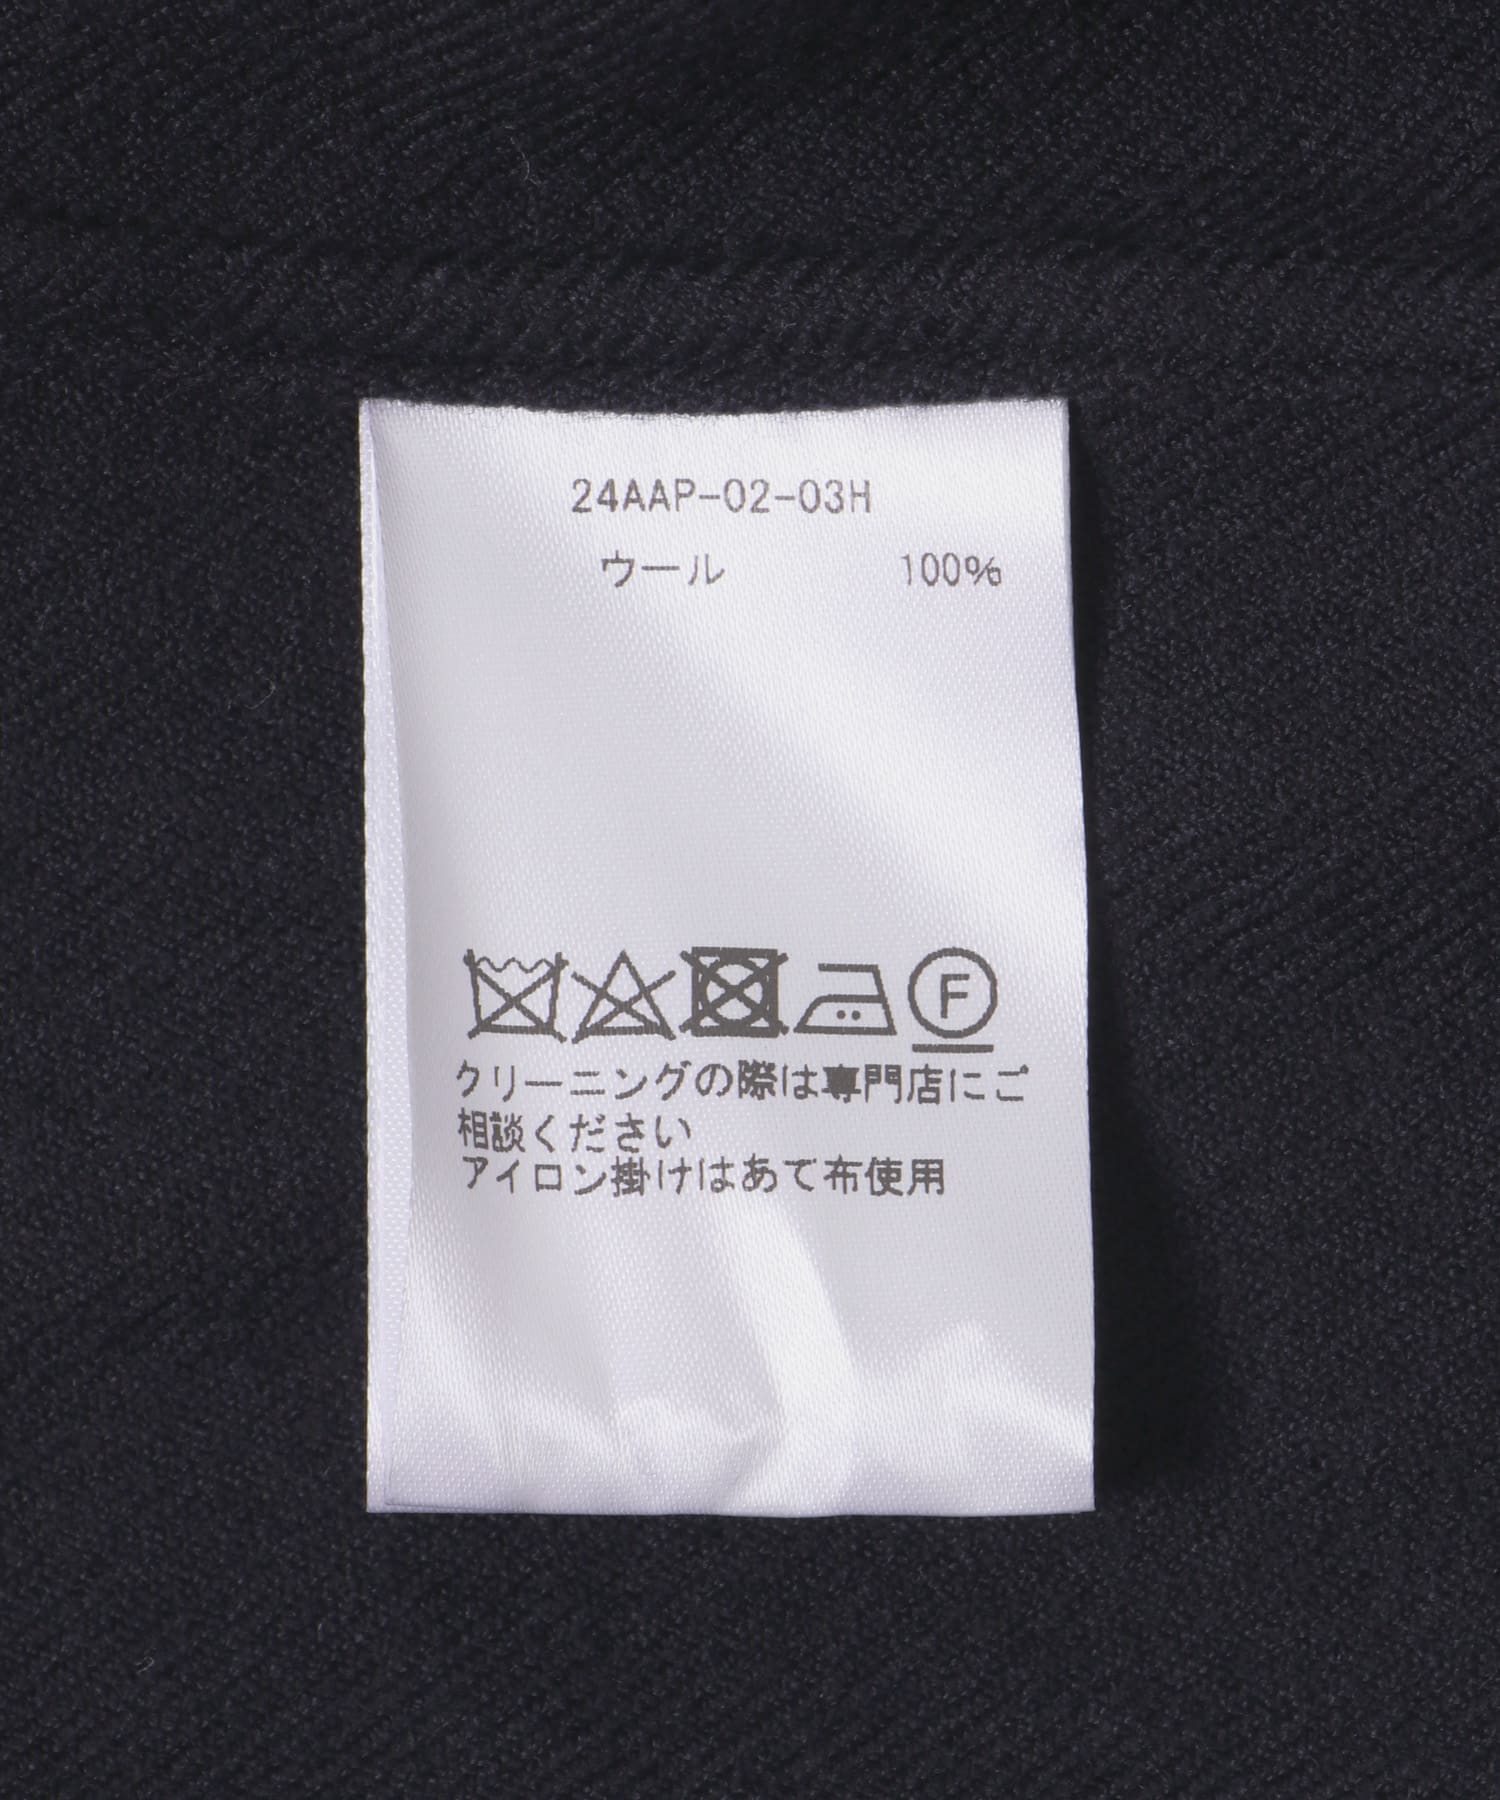 24AAP-02-03H
ウール 100%
F
クリーニングの際は専門店にご
相談ください
アイロン掛けはあて布使用